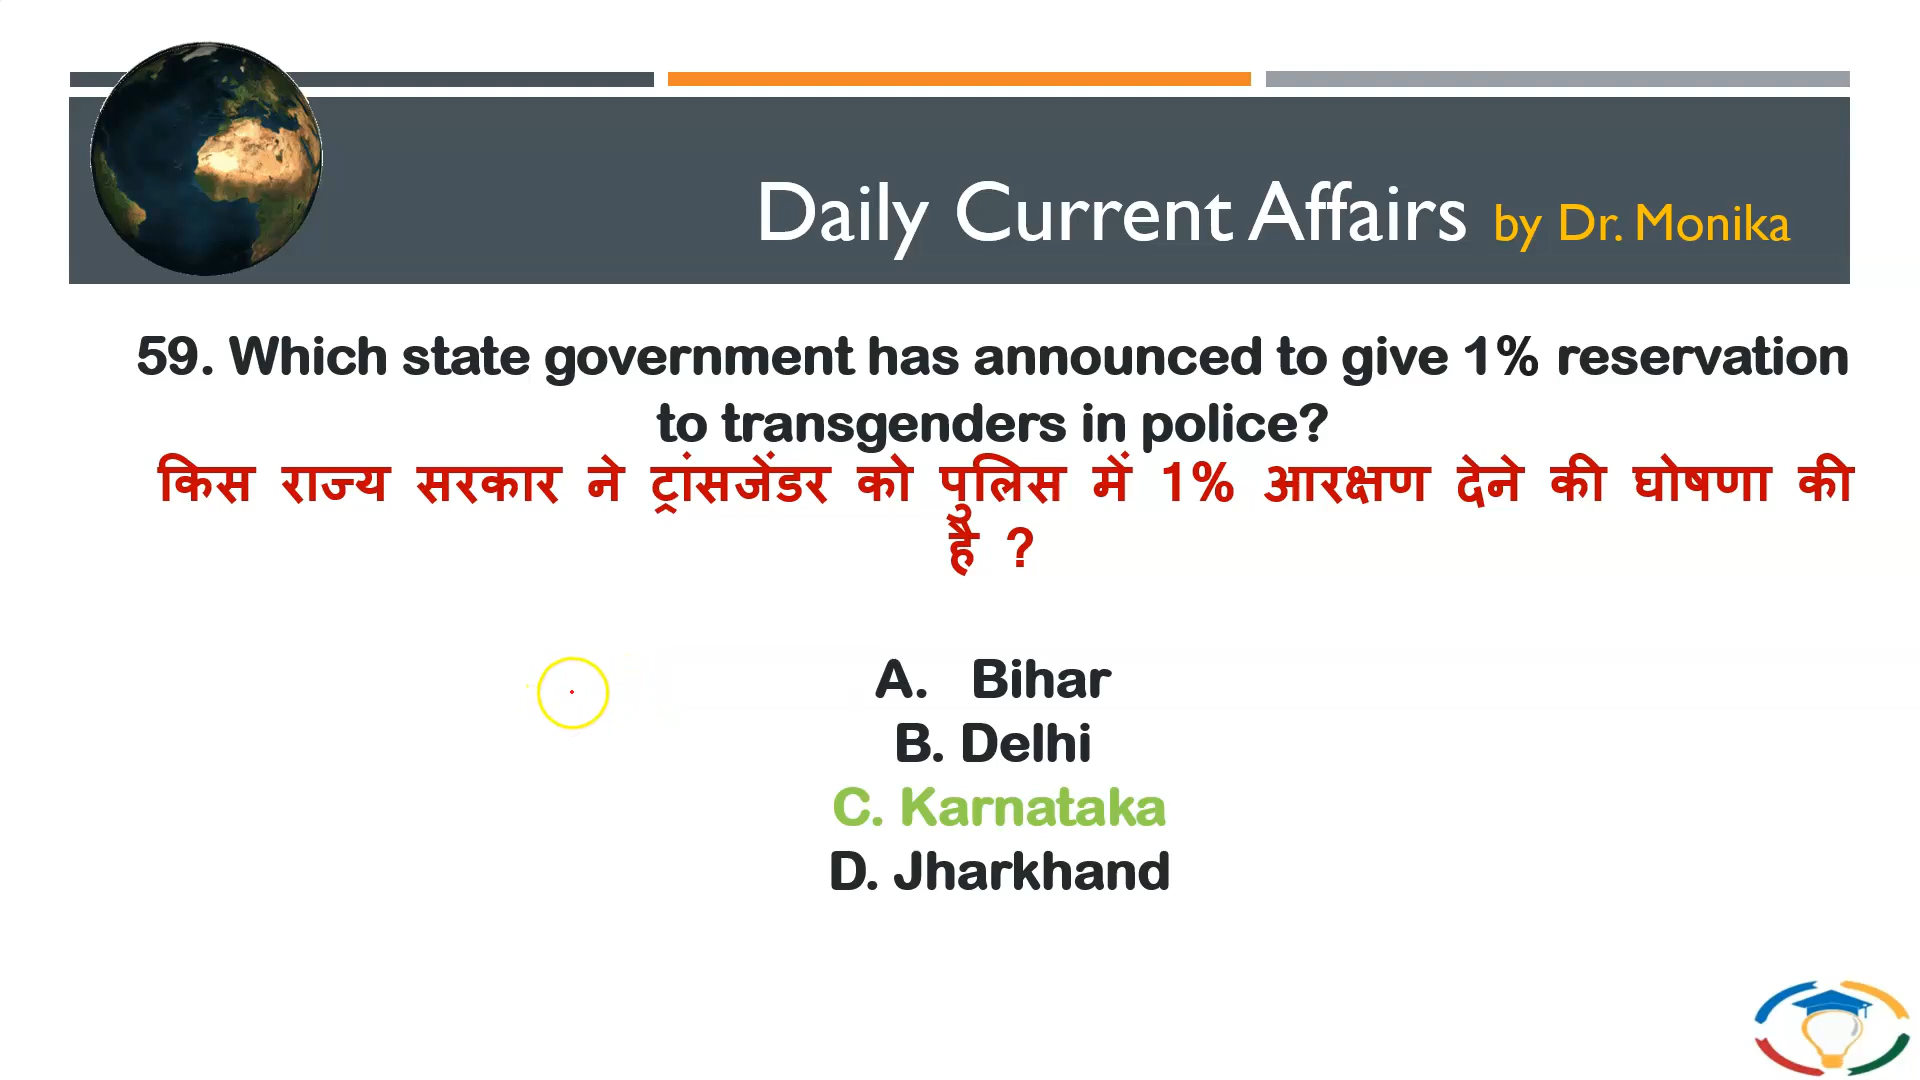 Daily Current Affairs by Dr. Monika
59. Which state government has announced to give 1% reservation
to transgenders in police?
किस राज्य सरकार ने ट्रांसजेंडर को पुलिस में 1% आरक्षण देने की घोषणा की
है ?
A. Bihar
B. Delhi
C. Karnataka
D. Jharkhand